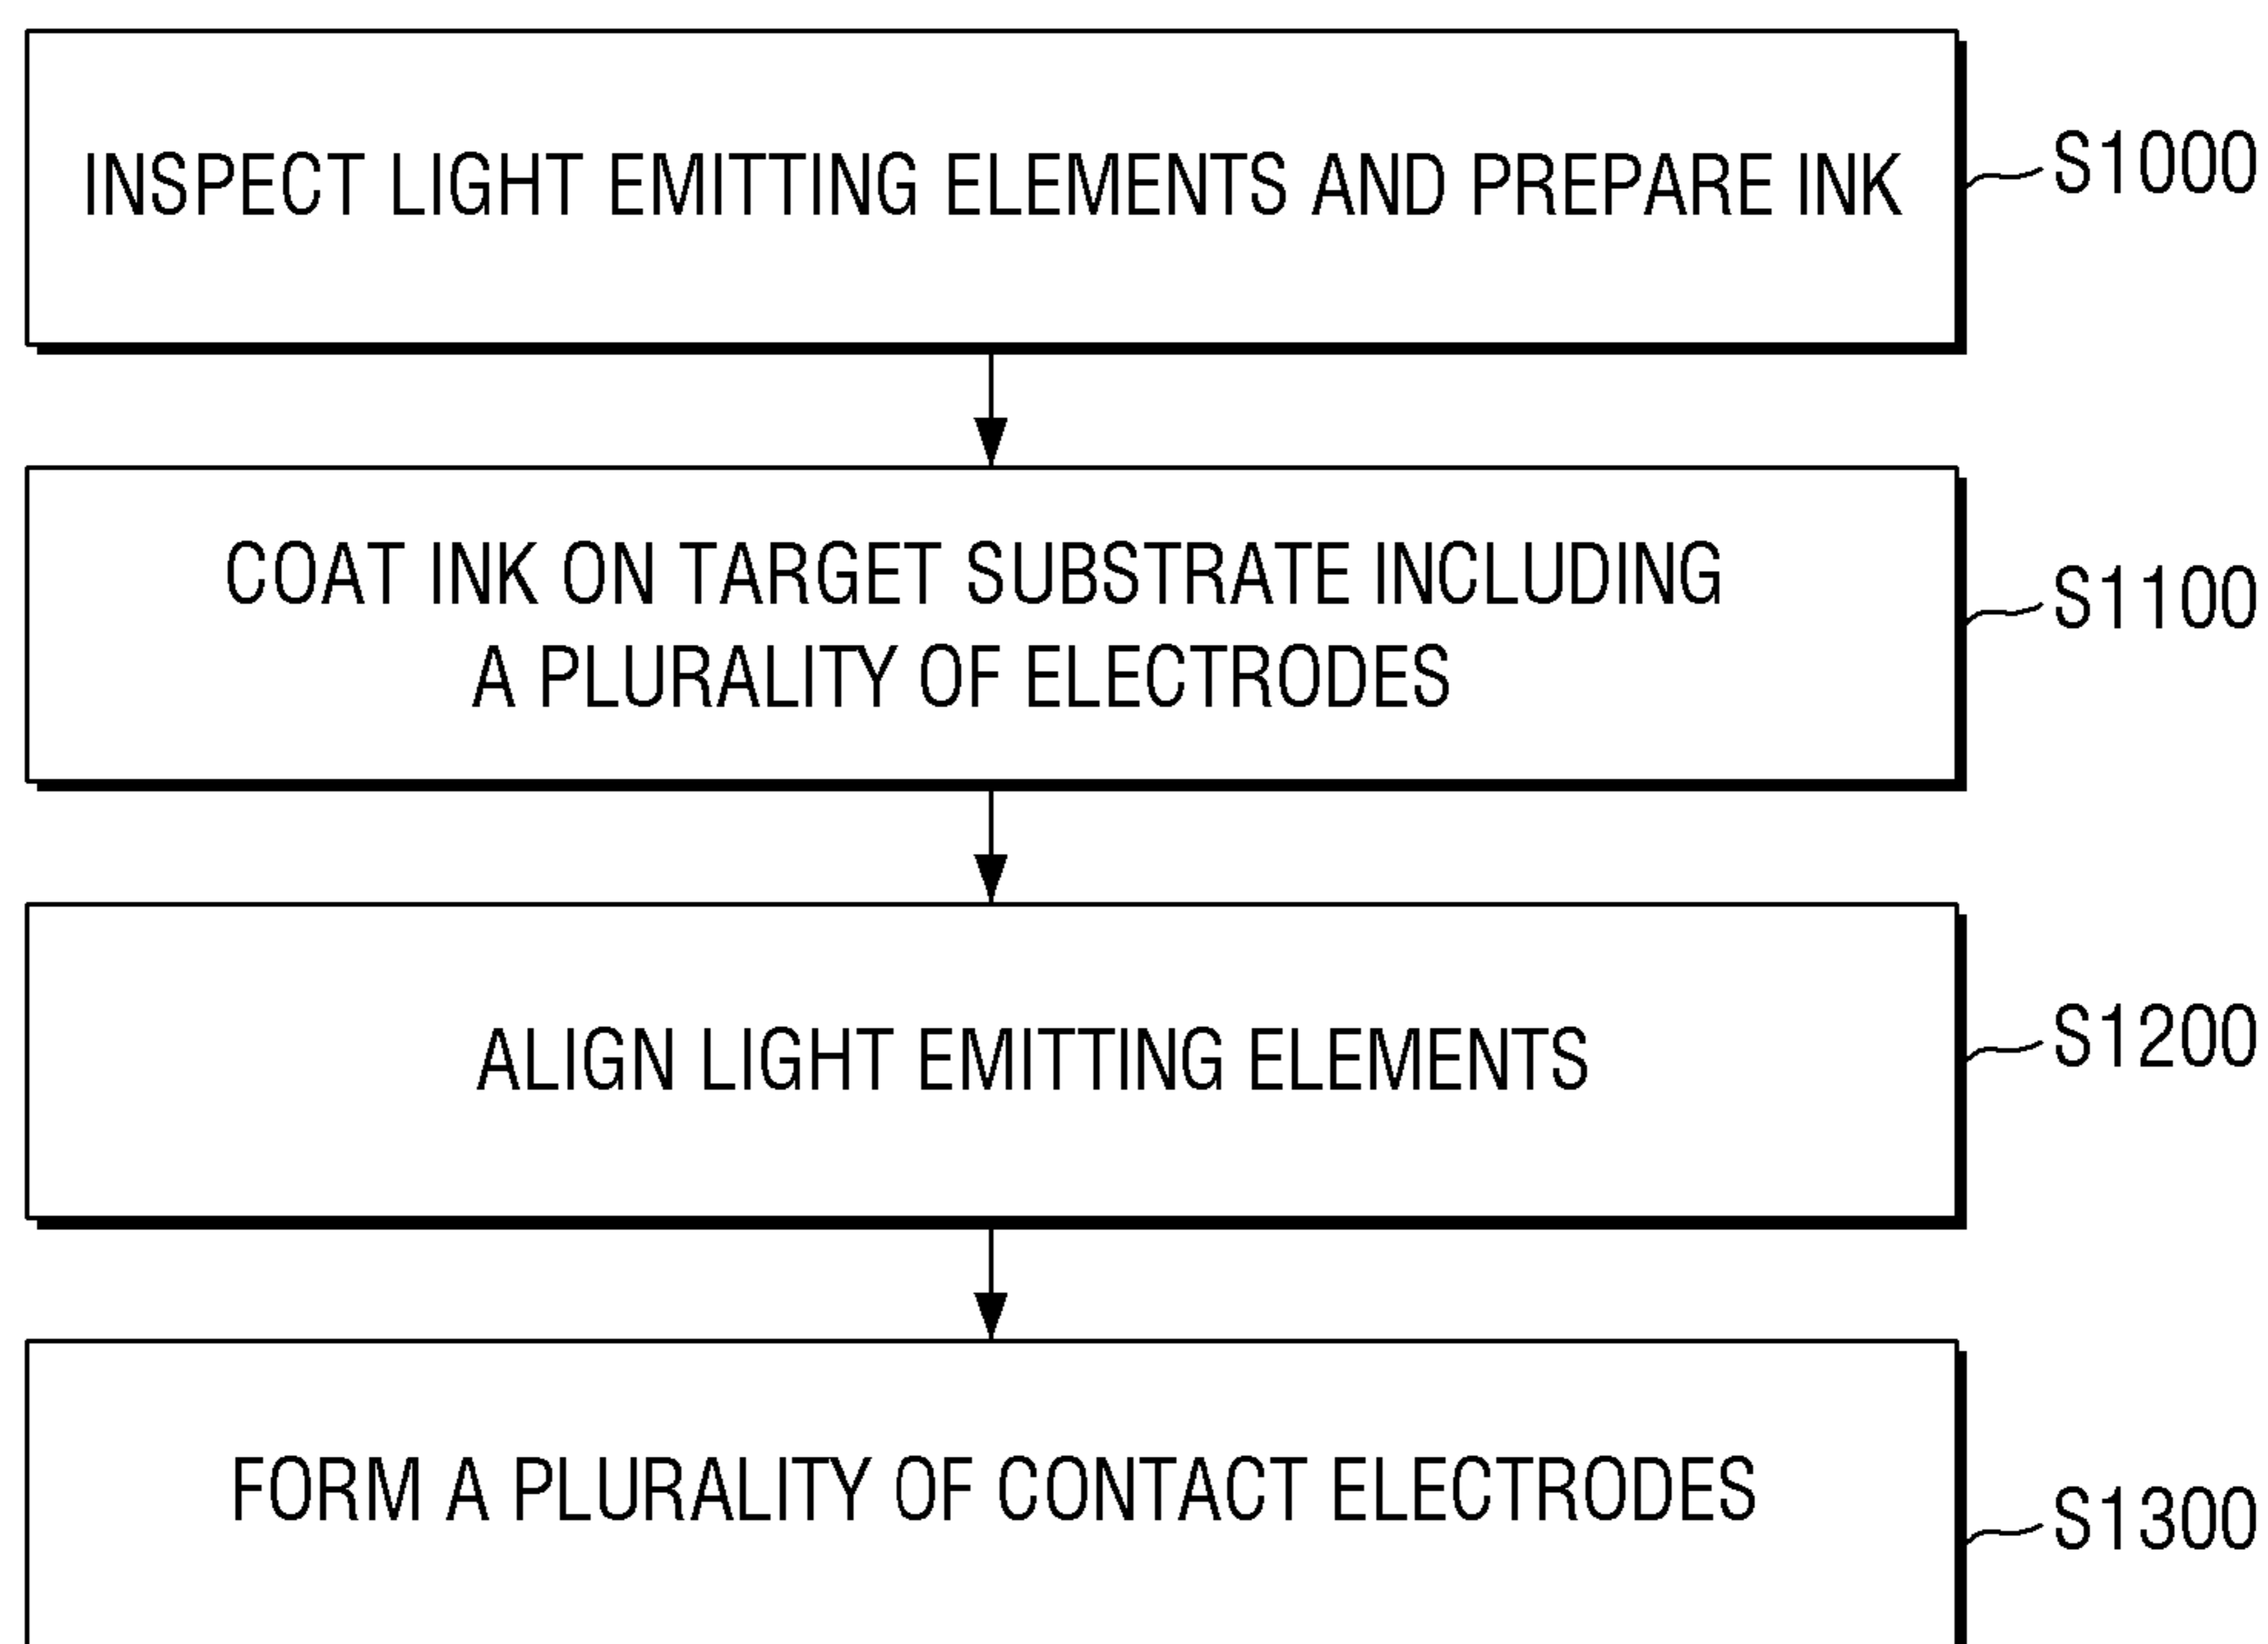 INSPECT LIGHT EMITTING ELEMENTS AND PREPARE INK
S1000
COAT INK ON TARGET SUBSTRATE INCLUDING
A PLURALITY OF ELECTRODES
S1100
ALIGN LIGHT EMITTING ELEMENTS
S1200
FORM A PLURALITY OF CONTACT ELECTRODES
S1300